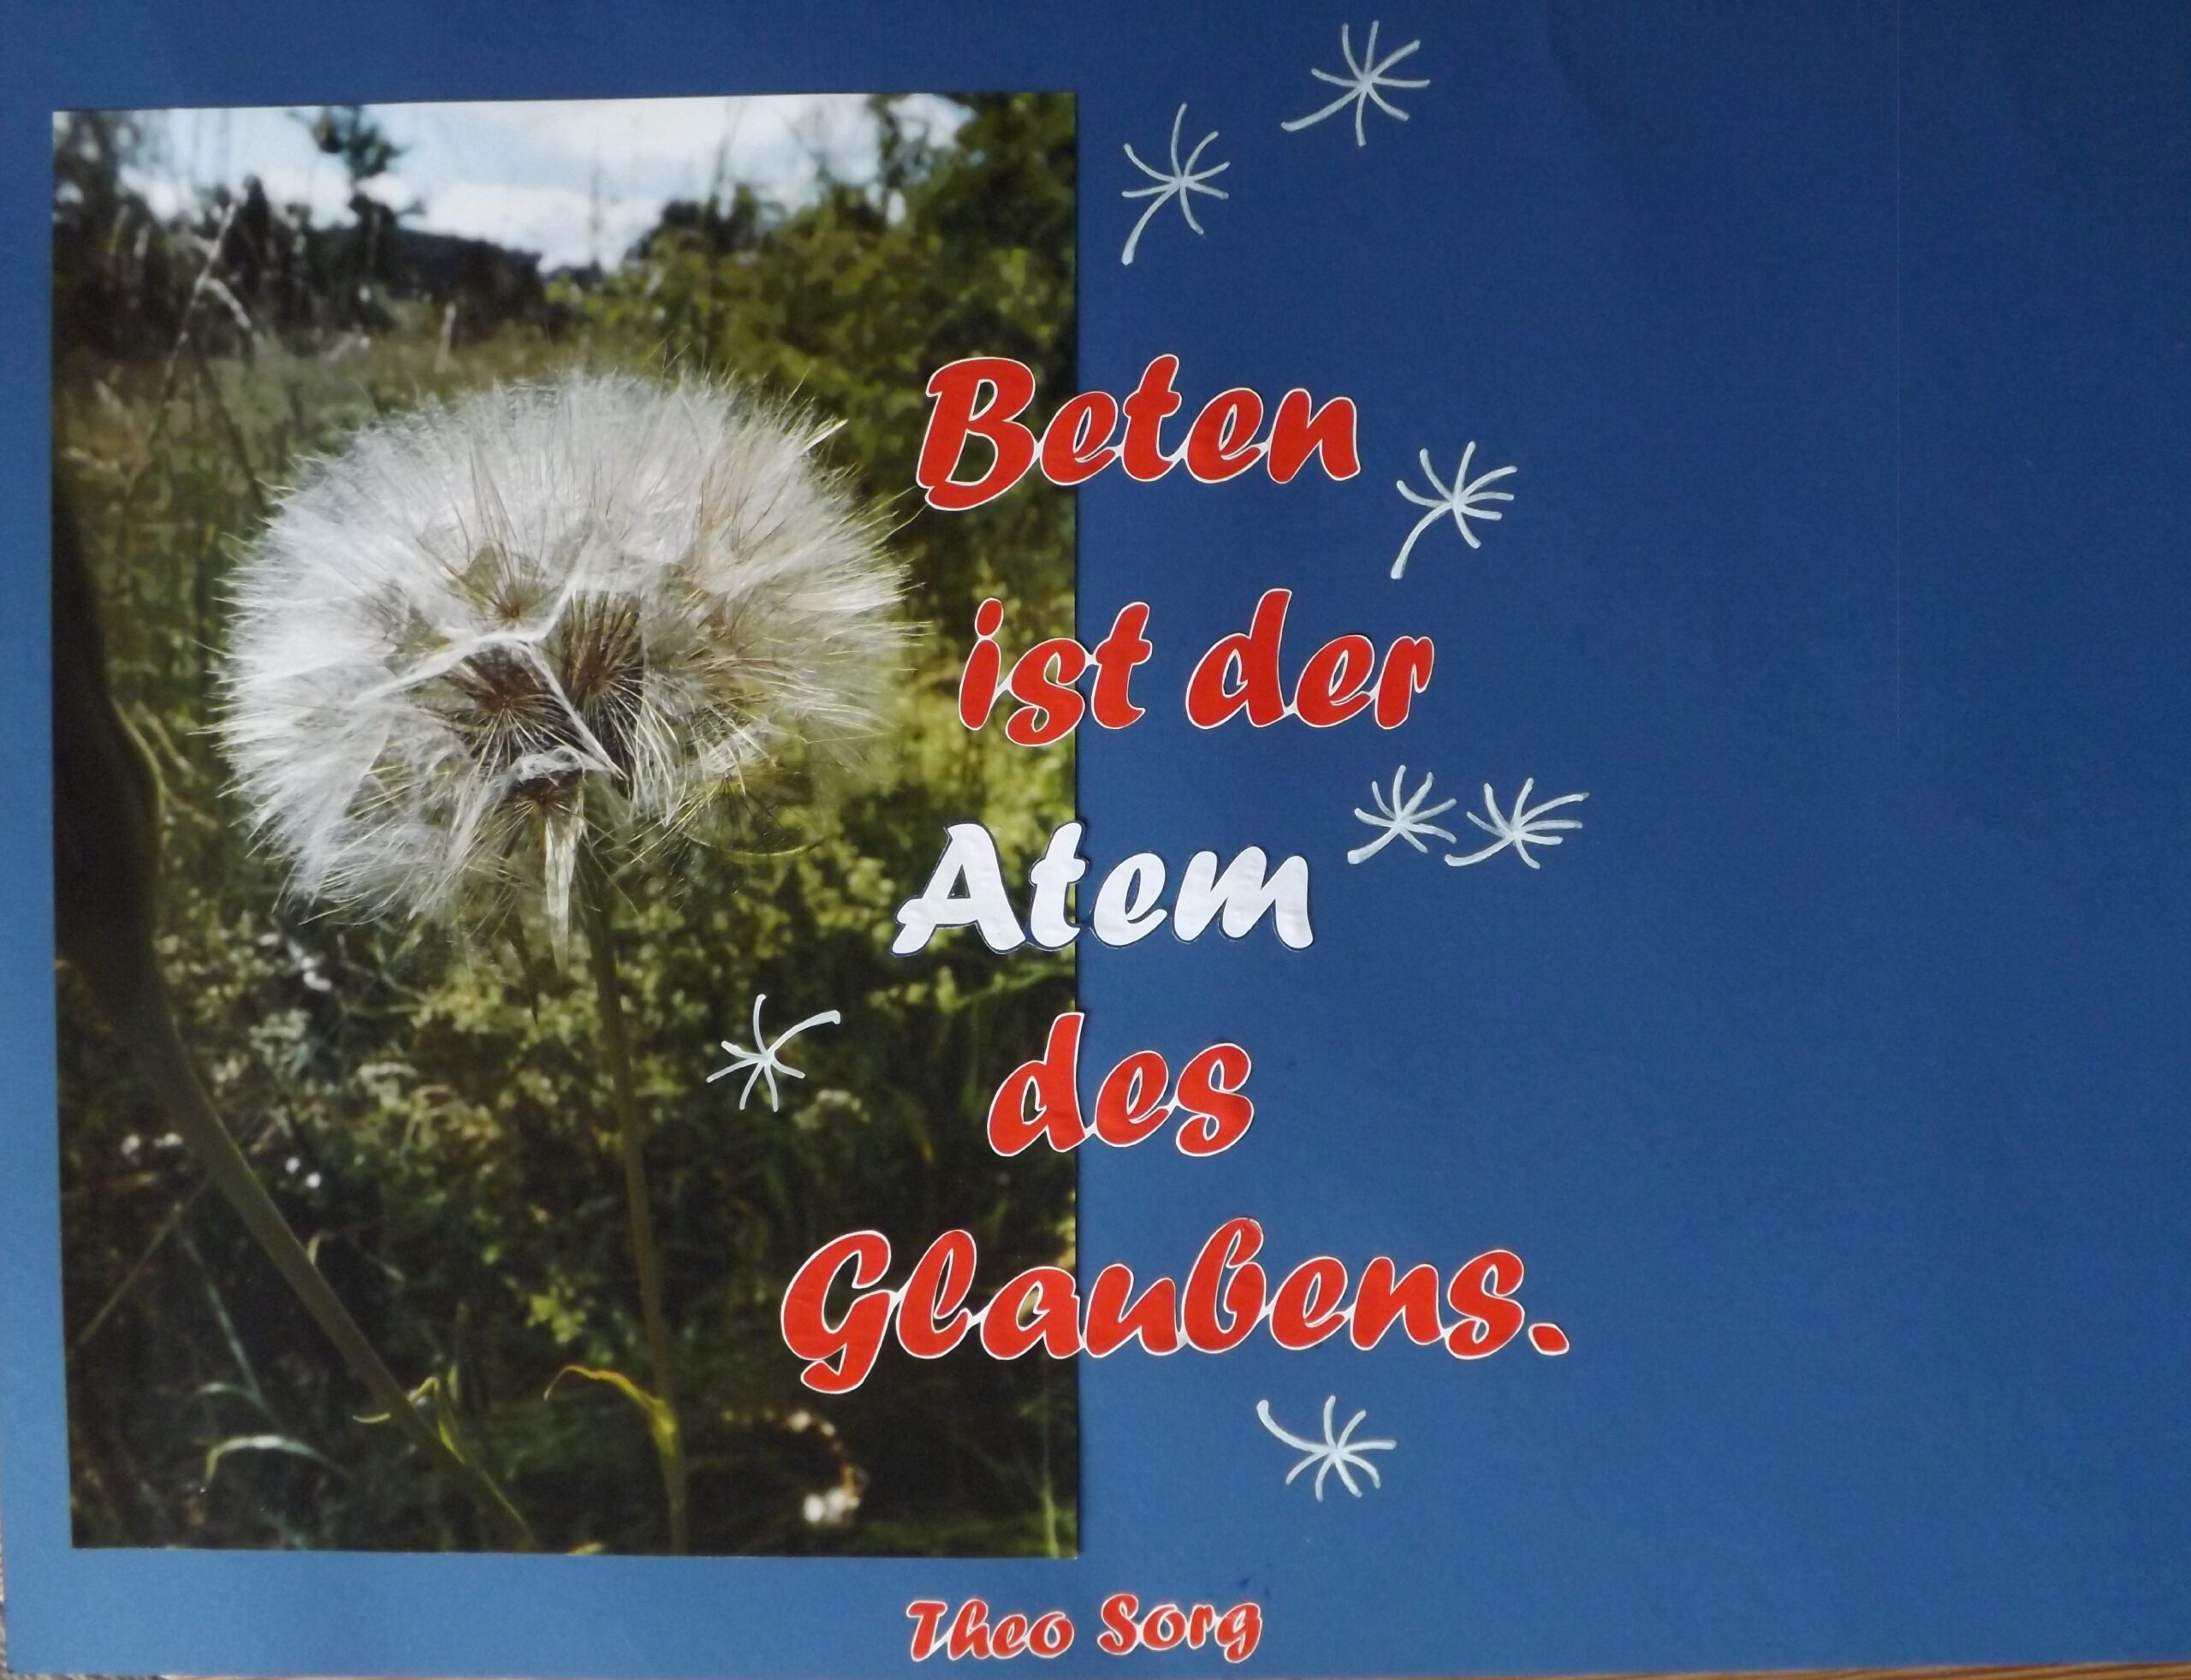 Beten
ist der
Atem
des
Glaubens.
Theo Sorg